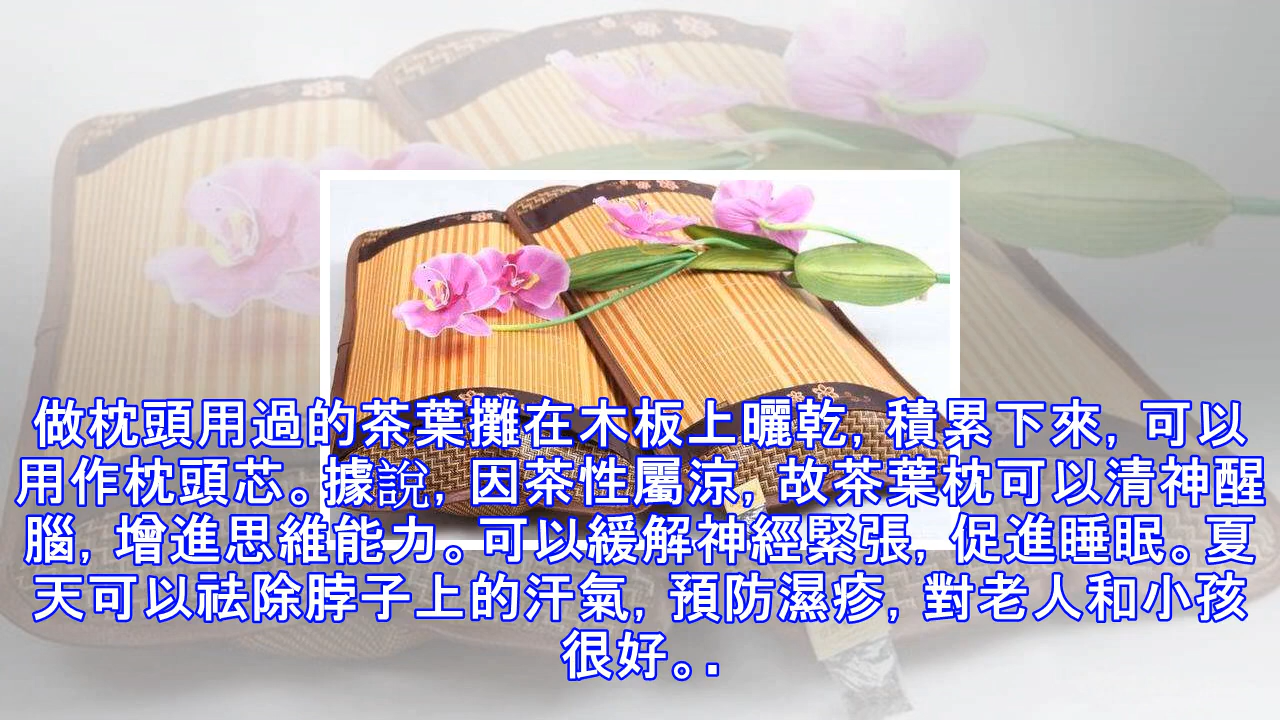 做枕頭用過的茶葉攤在木板上曬乾, 積累下來, 可以
用作枕頭芯。據說, 因茶性屬涼, 故茶葉枕可以清神醒
腦, 增進思維能力。可以緩解神經緊張, 促進睡眠。夏
天可以祛除脖子上的汗氣, 預防濕疹, 對老人和小孩
很好。.